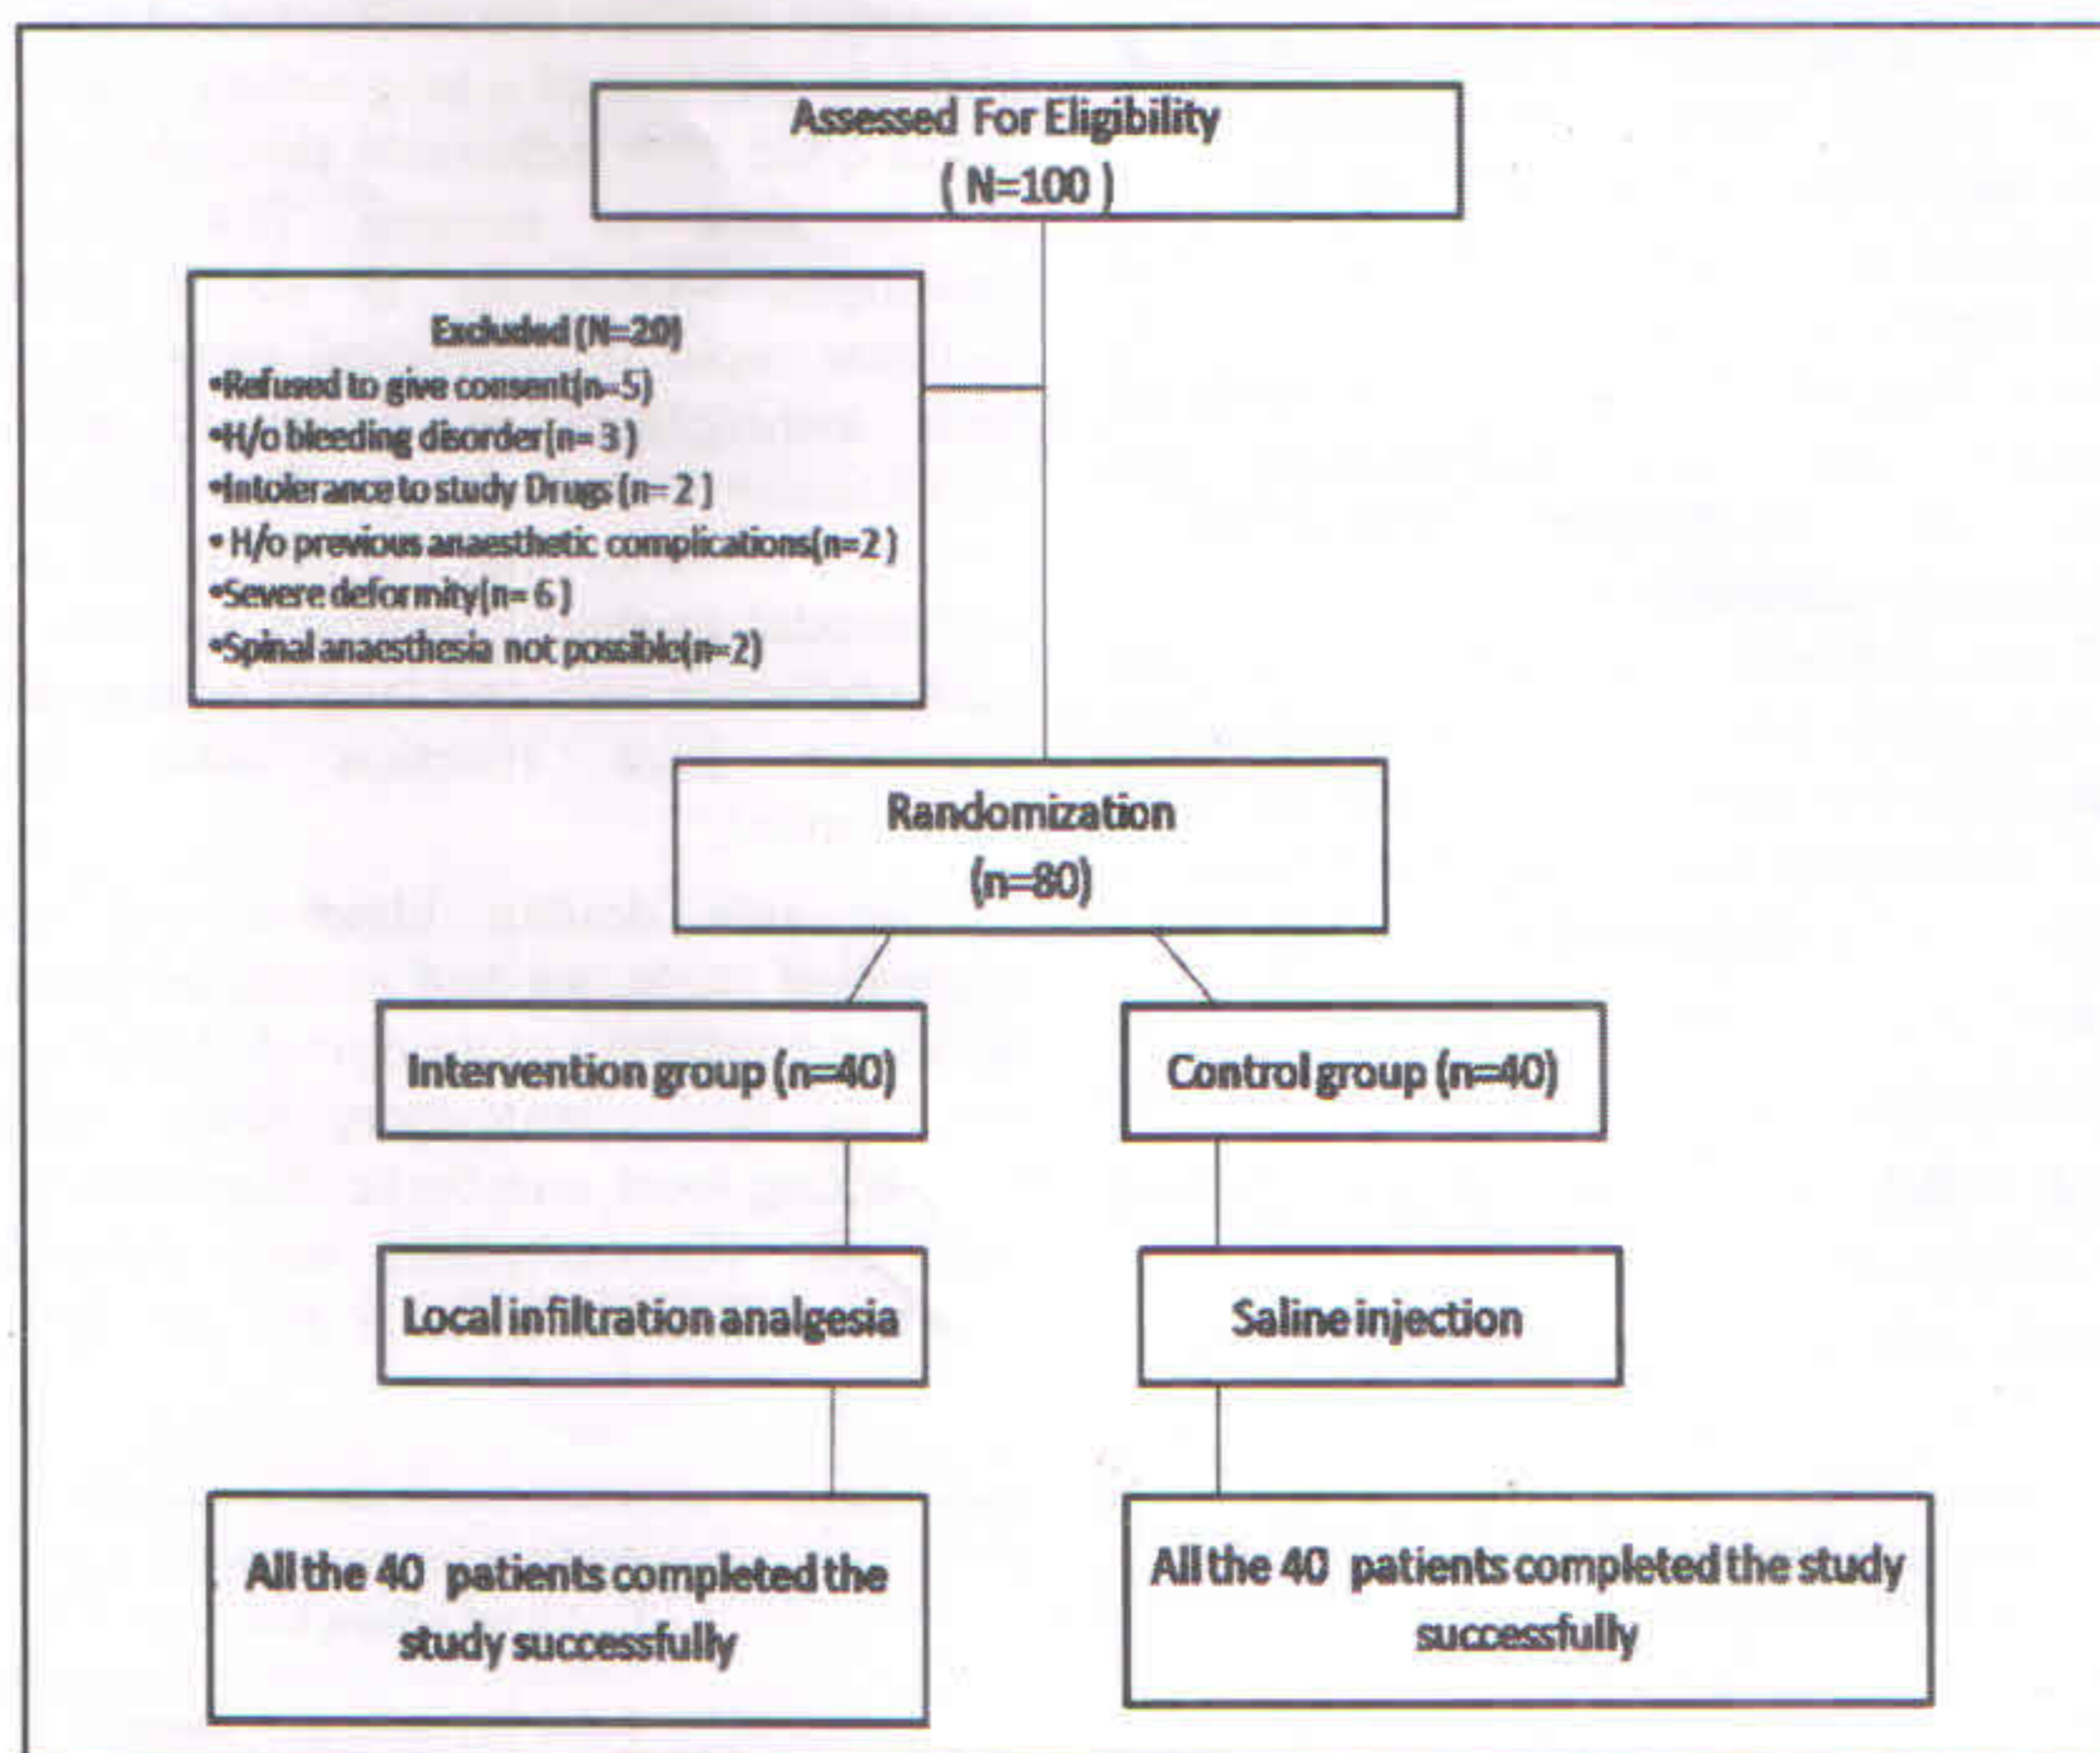 Assessed For Eligibility
( N=100 )
Excluded (N=20)
•Refused to give consent(n=5)
•H/o bleeding disorder(n= 3 )
•Intolerance to study Drugs (n= 2 )
• H/o previous anaesthetic complications(n=2 )
•Severe deformity(n= 6 )
•Spinal anaesthesia not possible(n=2)
Randomization
(n=80)
Intervention group (n=40)
Control group (n=40)
Local infiltration analgesia
Saline injection
All the 40 patients completed the
study successfully
All the 40 patients completed the study
successfully